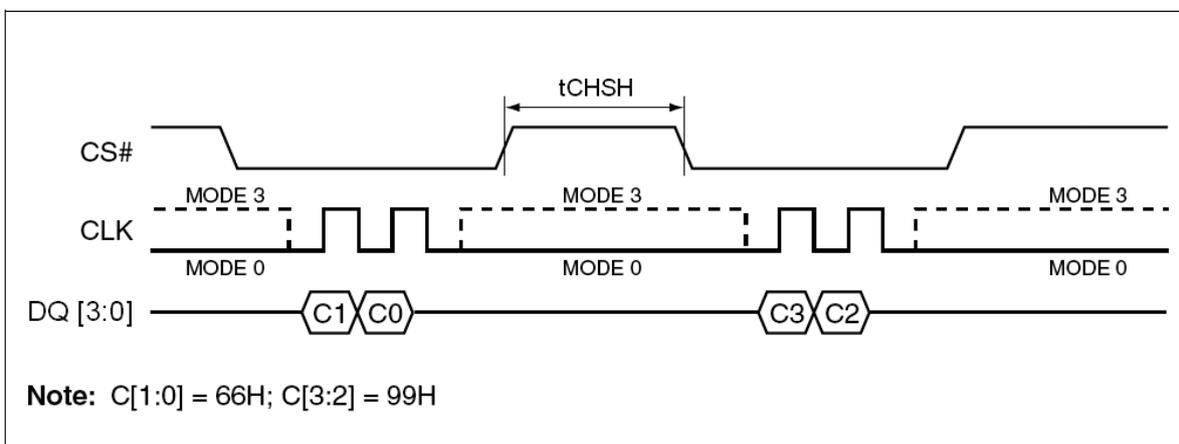 tCHSH
CS#
MODE 3 MODE 3 MODE 3
CLK
MODE 0 MODE 0 MODE 0
DQ [3:0] C1 C0 C3 C2
Note: C[1:0] = 66H; C[3:2] = 99H